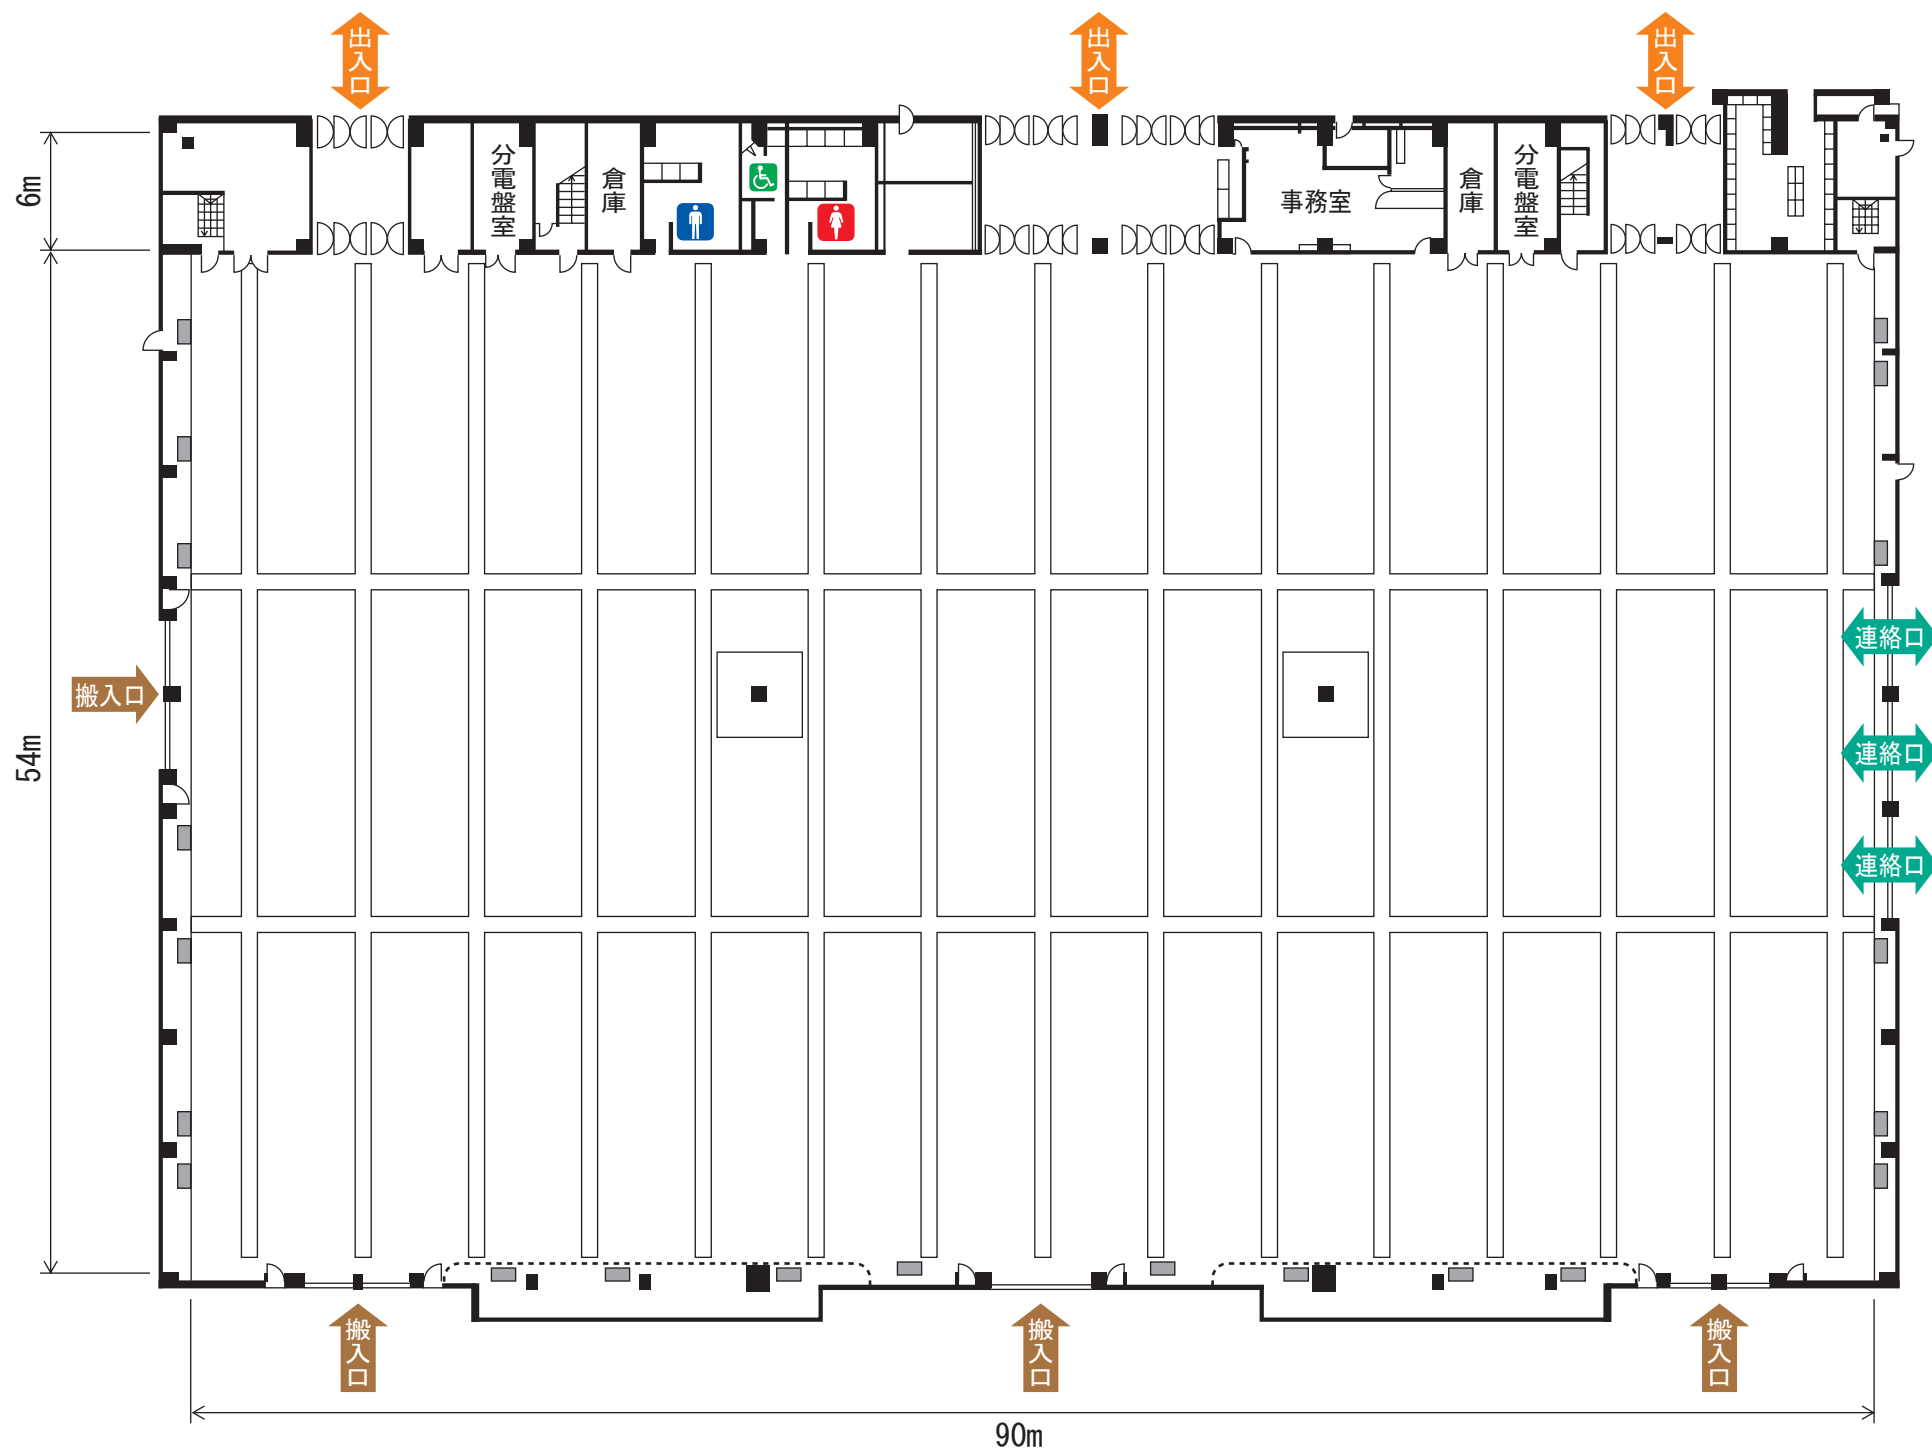 出入口
出入口
出入口
6m
分電盤室
倉庫
事務室
倉庫
分電盤室
搬入口
54m
連絡口
連絡口
連絡口
搬入口
搬入口
搬入口
90m